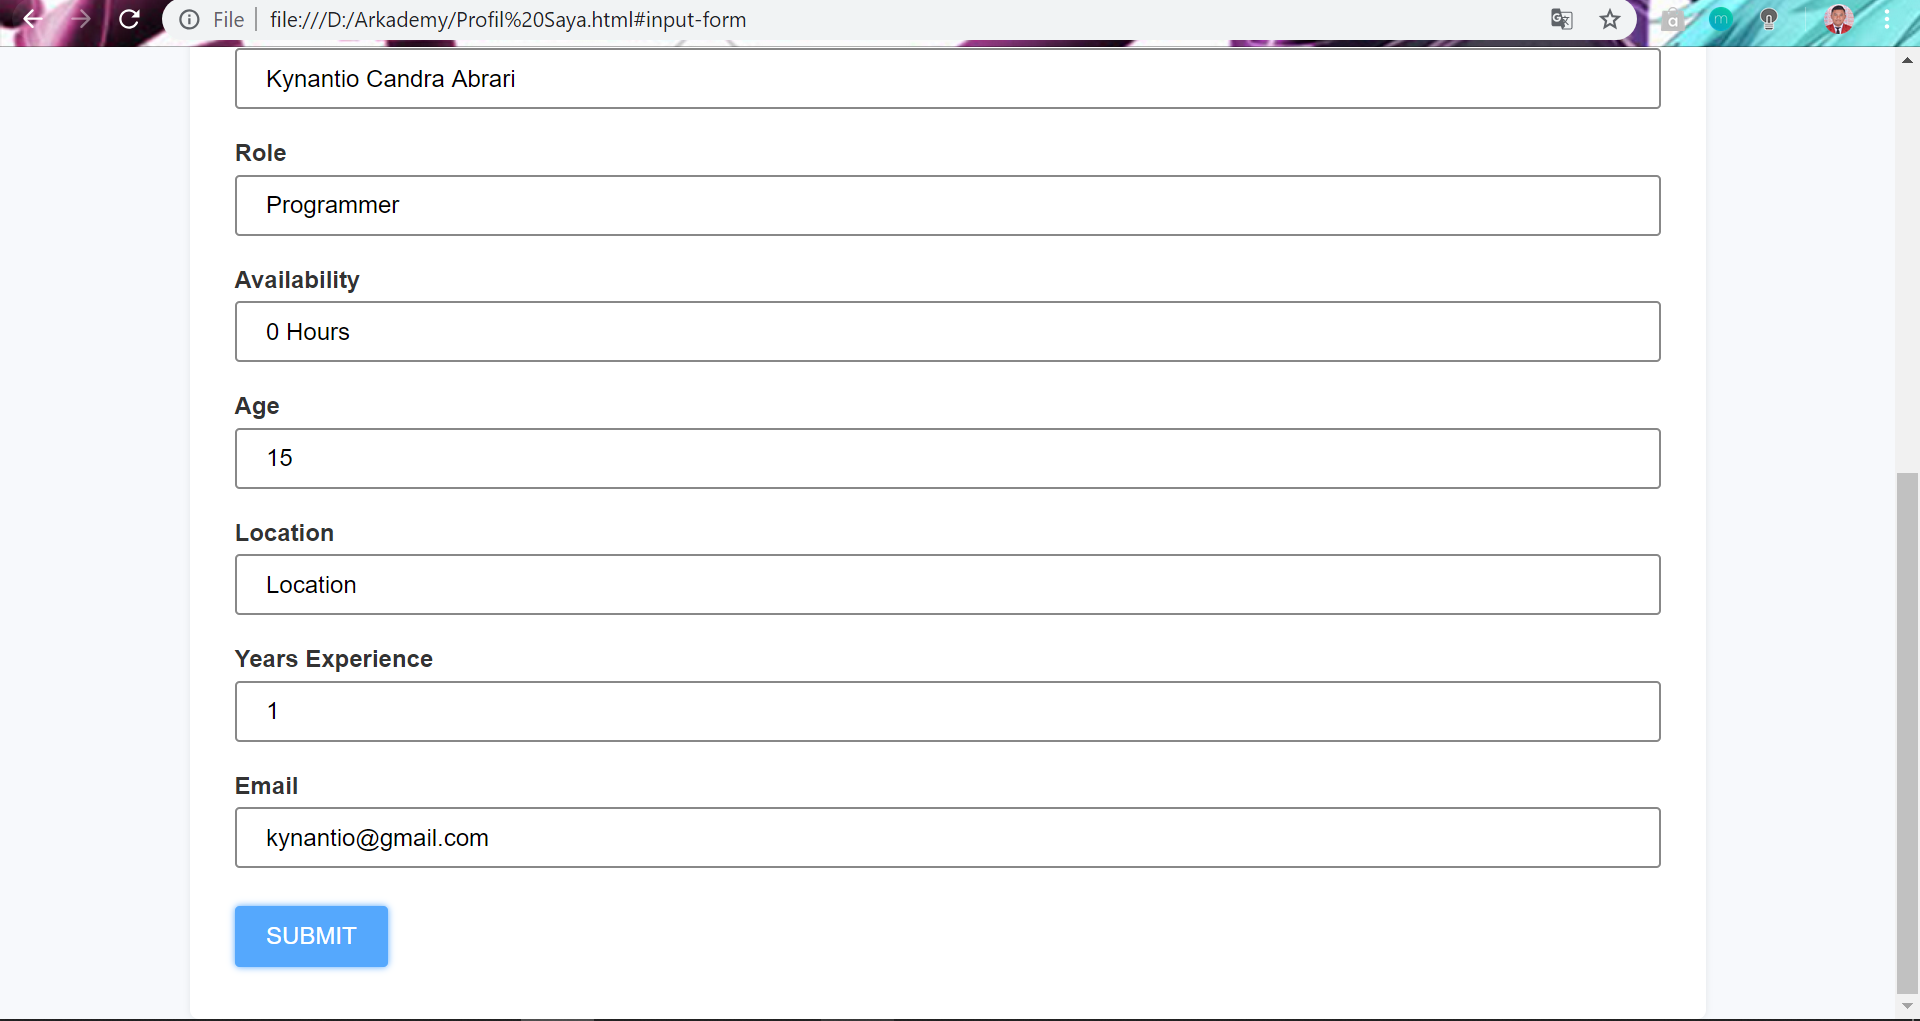 File file:///D:/Arkademy/Profil%20Saya.html#input-form
a m
Kynantio Candra Abrari
Role
Programmer
Availability
0 Hours
Age
15
Location
Location
Years Experience
1
Email
kynantio@gmail.com
SUBMIT